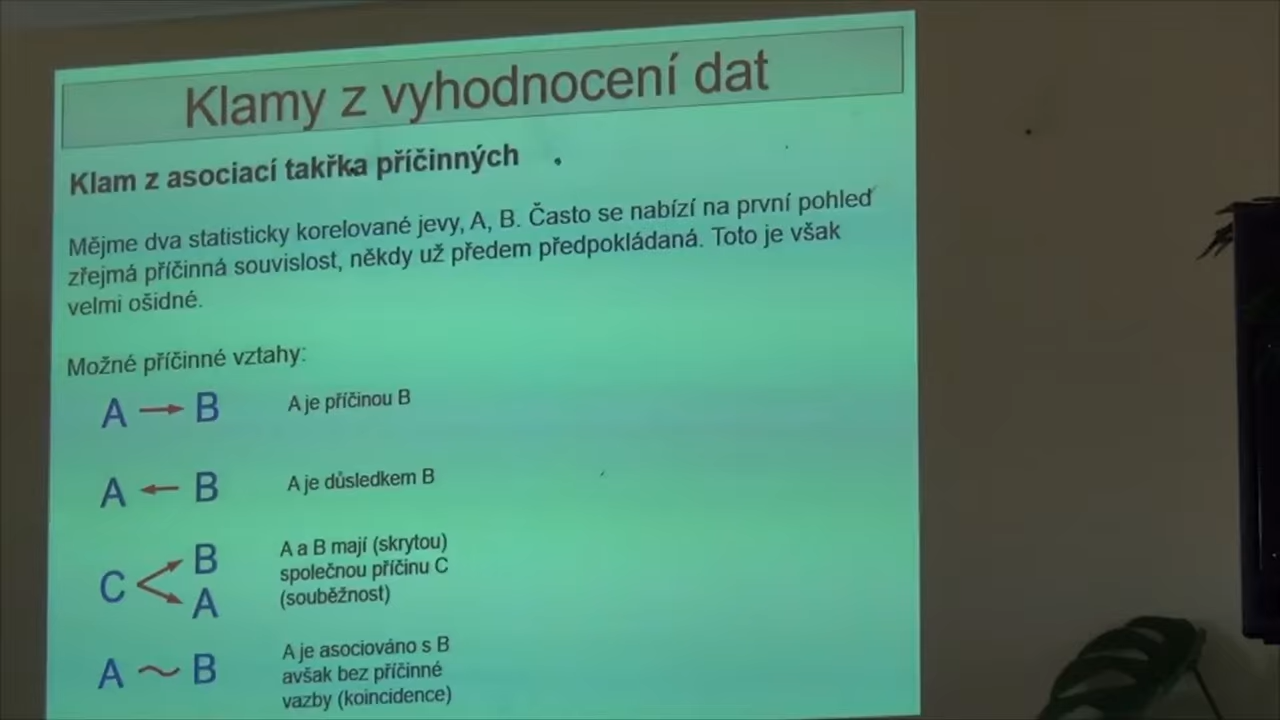 Klamy z vyhodnocení dat
Klam z asociací takřka příčinných
Mějme dva statisticky korelované jevy, A, B. Často se nabízí na první pohled
zřejmá příčinná souvislost, někdy už předem předpokládaná. Toto je však
velmi ošidné.
Možné příčinné vztahy:
A → B A je příčinou B
A ← B A je důsledkem B
C B A
A a B mají (skrytou)
společnou příčinu C
(souběžnost)
A ~ B
A je asociováno s B
avšak bez příčinné
vazby (koincidence)